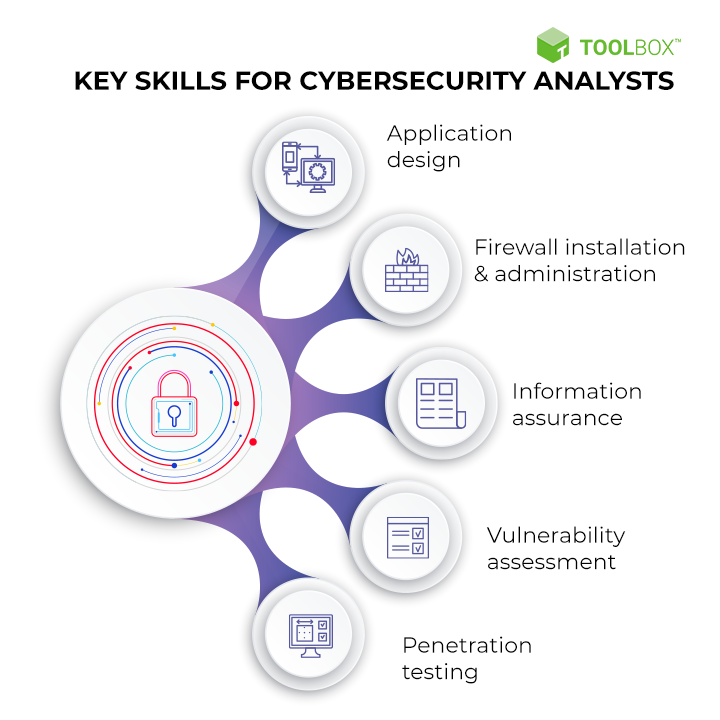 TOOLBOX™
KEY SKILLS FOR CYBERSECURITY ANALYSTS
Application
design
Firewall installation
& administration
Information
assurance
Vulnerability
assessment
Penetration
testing